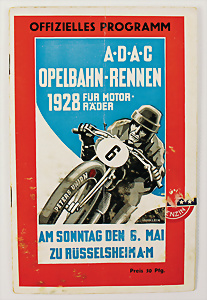 OFFIZIELLES PROGRAMM
A·D·A·C
OPELBAHN-RENNEN
1928 FÜR MOTOR-
RÄDER
6
AM SONNTAG DEN 6. MAI
ZU RÜSSELSHEIM A·M
Preis 30 Pfg.